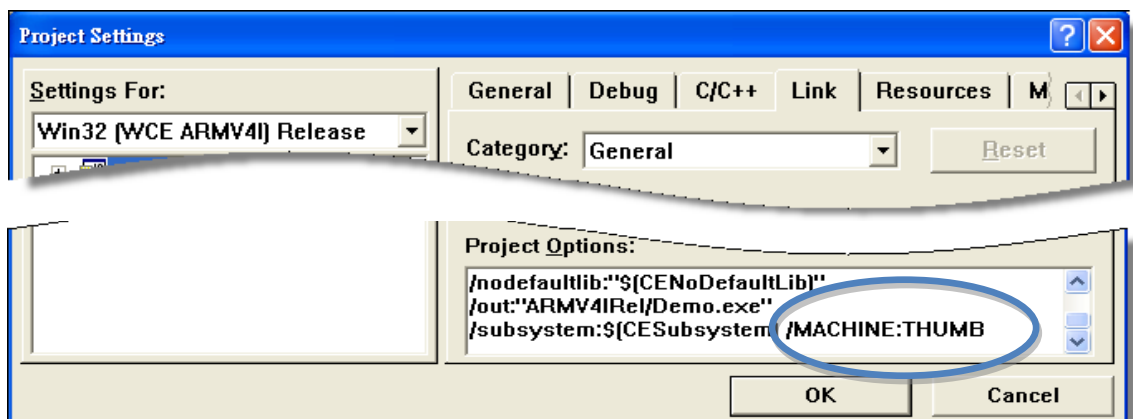 Project Settings
Settings For:
General Debug C/C++ Link Resources M
Win32 (WCE ARMV4I) Release
Category: General Reset
Project Options:
/nodefaultlib:"$(CENoDefaultLib)"
/out:"ARMV4IRel/Demo.exe"
/subsystem:$(CESubsystem) /MACHINE:THUMB
OK Cancel